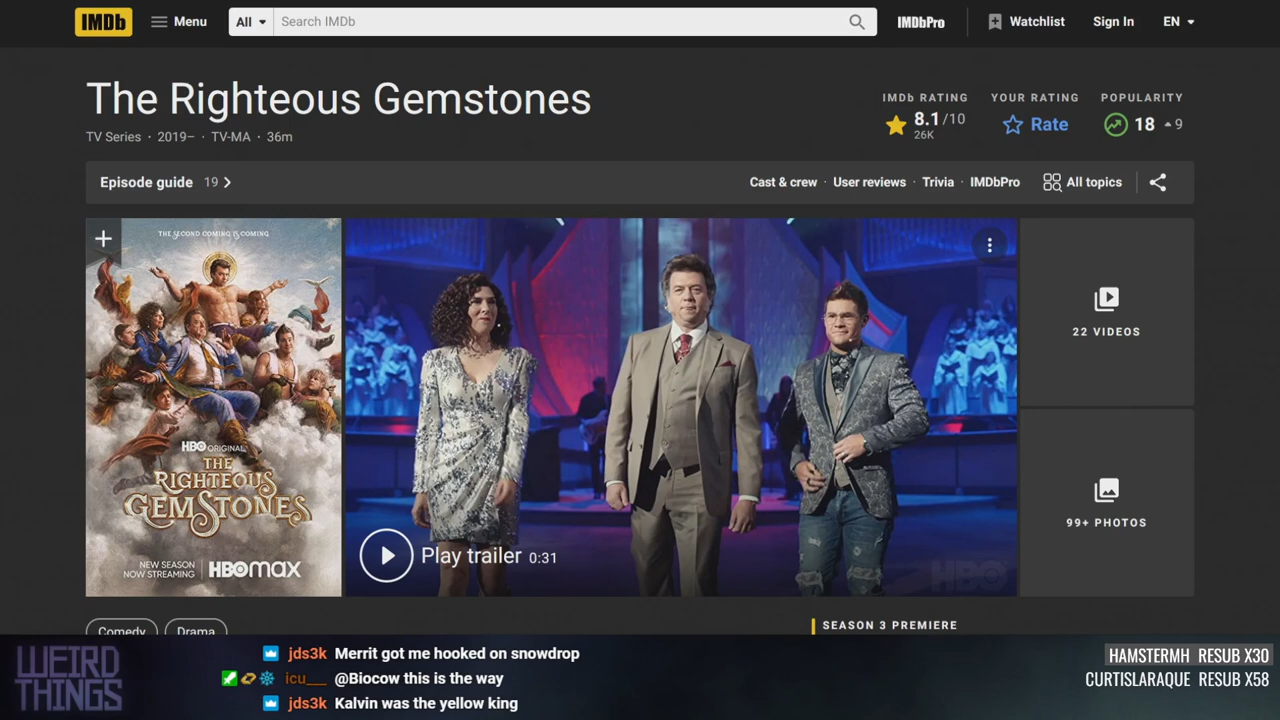 IMDb
Menu
All
Search IMDb
IMDbPro
Watchlist
Sign In
EN
The Righteous Gemstones
TV Series · 2019– · TV-MA · 36m
IMDb RATING
8.1/10
26K
YOUR RATING
Rate
POPULARITY
18
9
Episode guide 19
Cast & crew · User reviews · Trivia · IMDbPro
All topics
THE SECOND COMING IS COMING
HBO ORIGINAL
THE
RIGHTEOUS
GEMSTONES
NEW SEASON
NOW STREAMING
HBOMAX
Play trailer 0:31
HBO
22 VIDEOS
99+ PHOTOS
Comedy
Drama
SEASON 3 PREMIERE
WEIRD
THINGS
jds3k Merrit got me hooked on snowdrop
icu___ @Biocow this is the way
jds3k Kalvin was the yellow king
HAMSTERMH RESUB X30
CURTISLARAQUE RESUB X58